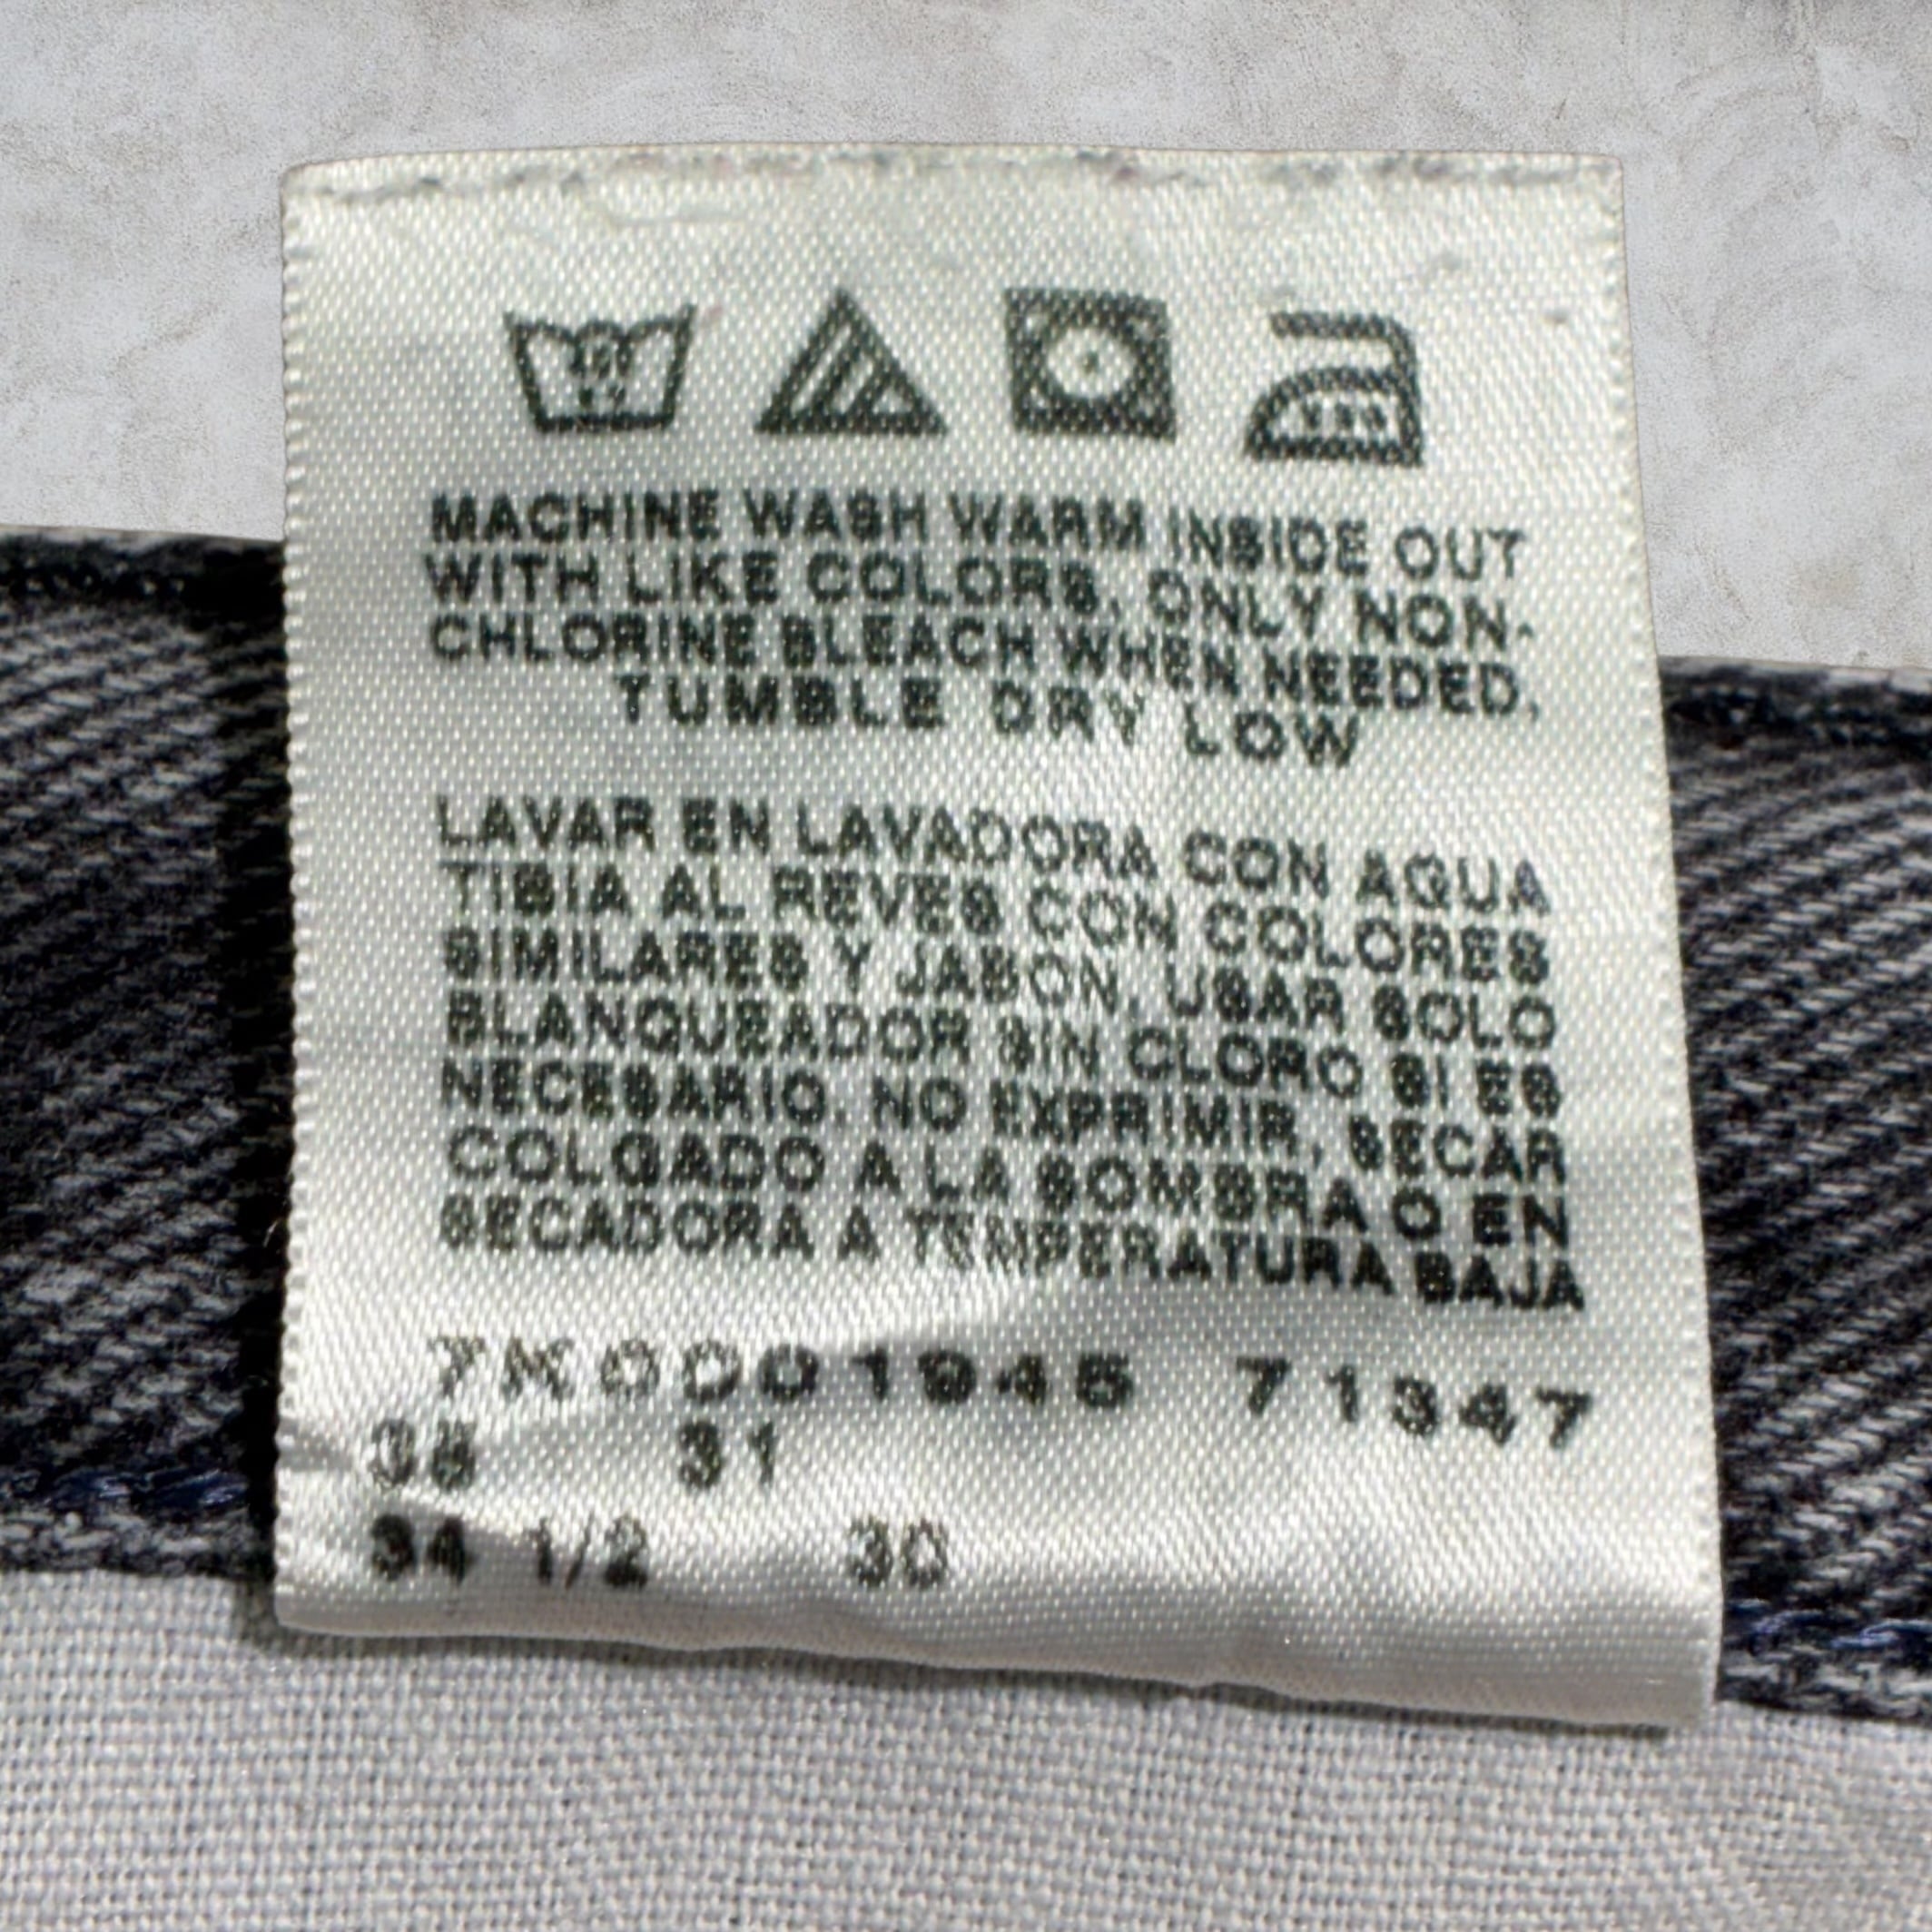 MACHINE WASH WARM INSIDE OUT
WITH LIKE COLORS, ONLY NON-
CHLORINE BLEACH WHEN NEEDED,
TUMBLE DRY LOW
LAVAR EN LAVADORA CON AGUA
TIBIA AL REVES CON COLORES
SIMILARES Y JABON, USAR SOLO
BLANQUEADOR SIN CLORO SI ES
NECESARIO, NO EXPRIMIR, SECAR
COLGADO A LA SOMBRA O EN
SECADORA A TEMPERATURA BAJA
7K0001945 71347
31
34 1/2 30